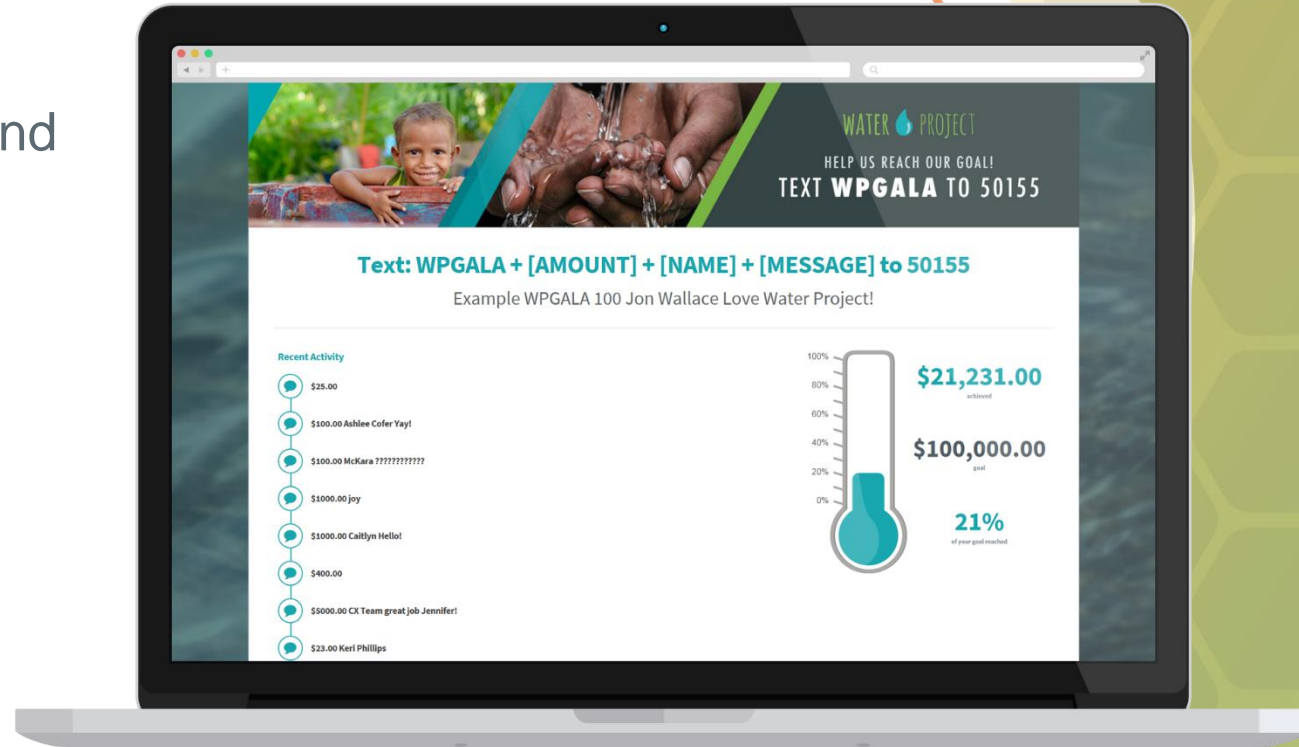 nd
WATER PROJECT
HELP US REACH OUR GOAL!
TEXT WPGALA TO 50155
Text: WPGALA + [AMOUNT] + [NAME] + [MESSAGE] to 50155
Example WPGALA 100 Jon Wallace Love Water Project!
Recent Activity
$25.00
$100.00 Ashlee Cofer Yay!
$100.00 McKara ????????????
$1000.00 joy
$1000.00 Caitlyn Hello!
$400.00
$5000.00 CX Team great job Jennifer!
$23.00 Keri Phillips
100%
80%
60%
40%
20%
0%
$21,231.00
achieved
$100,000.00
goal
21%
of your goal reached